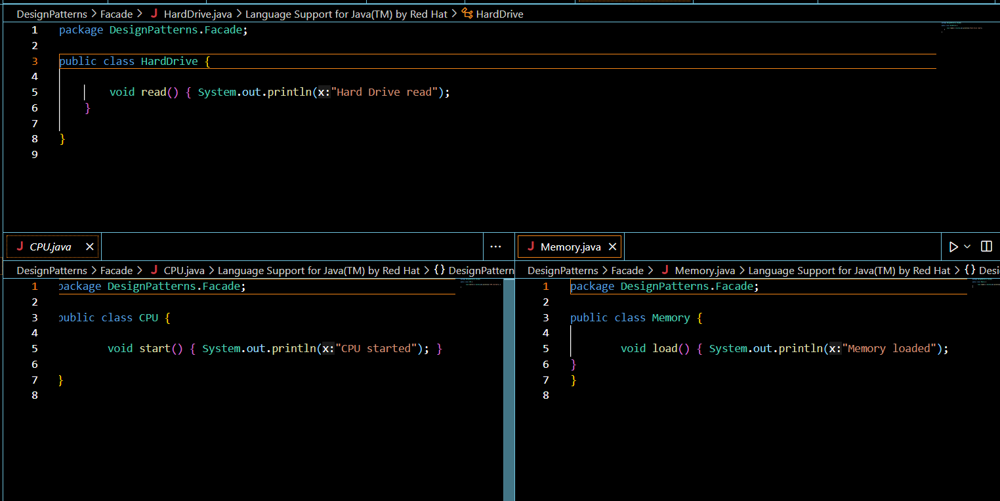 DesignPatterns > Facade > J HardDrive.java > Language Support for Java(TM) by Red Hat > HardDrive
1 package DesignPatterns.Facade;
2
3 public class HardDrive {
4
5 void read() { System.out.println(x:"Hard Drive read");
6 }
7
8 }
9
J CPU.java ×
...
DesignPatterns > Facade > J CPU.java > Language Support for Java(TM) by Red Hat > {} DesignPattern
1 package DesignPatterns.Facade;
2
3 public class CPU {
4
5 void start() { System.out.println(x:"CPU started"); }
6
7 }
8
J Memory.java ×
DesignPatterns > Facade > J Memory.java > Language Support for Java(TM) by Red Hat > {} Desi
1 package DesignPatterns.Facade;
2
3 public class Memory {
4
5 void load() { System.out.println(x:"Memory loaded");
6 }
7 }
8